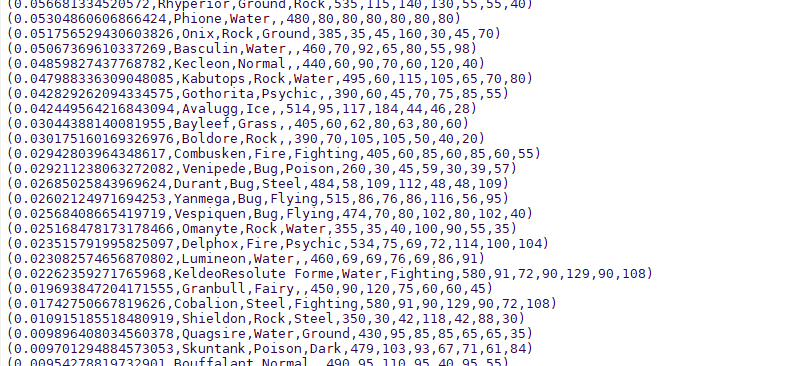 (0.056681334520572,Rhyperior,Ground,Rock,535,115,140,130,55,55,40)
(0.05304860606866424,Phione,Water,,480,80,80,80,80,80,80)
(0.051756529430603826,Onix,Rock,Ground,385,35,45,160,30,45,70)
(0.05067369610337269,Basculin,Water,,460,70,92,65,80,55,98)
(0.04859827437768782,Kecleon,Normal,,440,60,90,70,60,120,40)
(0.047988336309048085,Kabutops,Rock,Water,495,60,115,105,65,70,80)
(0.042829262094334575,Gothorita,Psychic,,390,60,45,70,75,85,55)
(0.042449564216843094,Avalugg,Ice,,514,95,117,184,44,46,28)
(0.03044388140081955,Bayleef,Grass,,405,60,62,80,63,80,60)
(0.030175160169326976,Boldore,Rock,,390,70,105,105,50,40,20)
(0.02942803964348617,Combusken,Fire,Fighting,405,60,85,60,85,60,55)
(0.029211238063272082,Venipede,Bug,Poison,260,30,45,59,30,39,57)
(0.02685025843969624,Durant,Bug,Steel,484,58,109,112,48,48,109)
(0.02602124971694253,Yanmega,Bug,Flying,515,86,76,86,116,56,95)
(0.02568408665419719,Vespiquen,Bug,Flying,474,70,80,102,80,102,40)
(0.025168478173178466,Omanyte,Rock,Water,355,35,40,100,90,55,35)
(0.023515791995825097,Delphox,Fire,Psychic,534,75,69,72,114,100,104)
(0.023082574656870802,Lumineon,Water,,460,69,69,76,69,86,91)
(0.02262359271765968,KeldeoResolute Forme,Water,Fighting,580,91,72,90,129,90,108)
(0.019693847204171555,Granbull,Fairy,,450,90,120,75,60,60,45)
(0.01742750667819626,Cobalion,Steel,Fighting,580,91,90,129,90,72,108)
(0.010915185518480919,Shieldon,Rock,Steel,350,30,42,118,42,88,30)
(0.009896408034560378,Quagsire,Water,Ground,430,95,85,85,65,65,35)
(0.009701294884573053,Skuntank,Poison,Dark,479,103,93,67,71,61,84)
(0.00954278819732901,Bouffalant,Normal,,490,95,110,95,40,95,55)